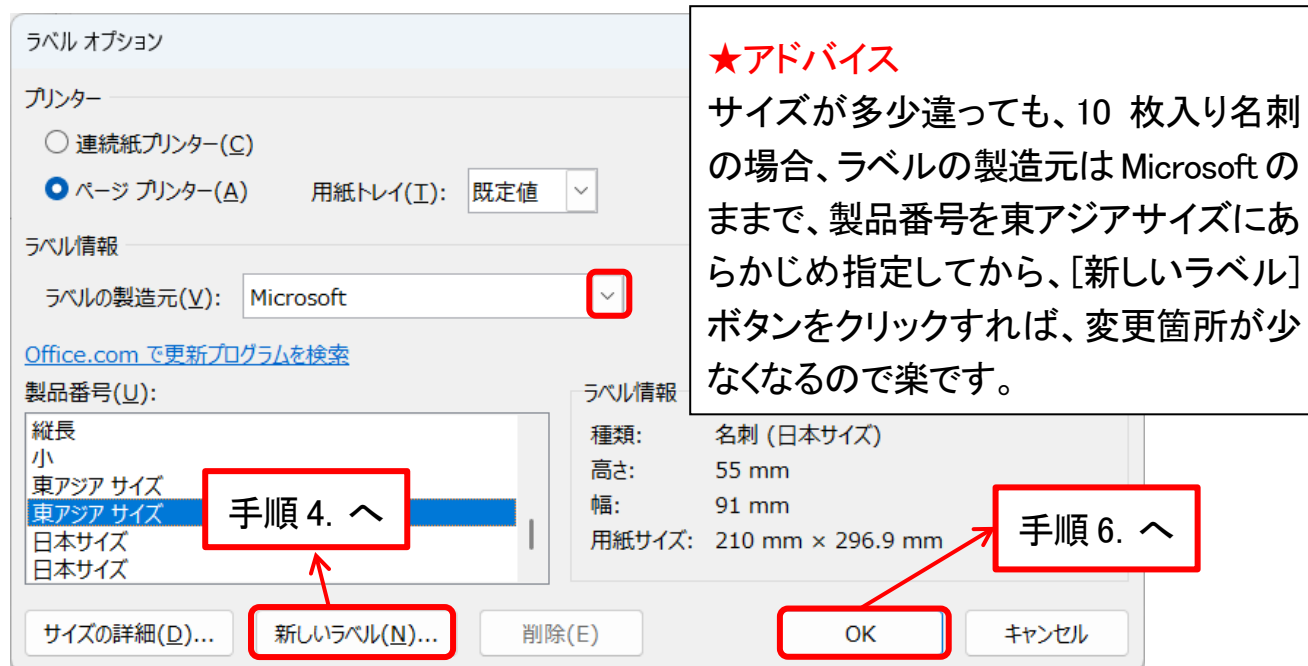 ラベル オプション
プリンター
連続紙プリンター(C)
ページ プリンター(A) 用紙トレイ(T): 既定値
ラベル情報
ラベルの製造元(V): Microsoft
Office.com で更新プログラムを検索
製品番号(U):
縦長
小
東アジア サイズ
東アジア サイズ
日本サイズ
日本サイズ
手順 4. へ
ラベル情報
種類: 名刺 (日本サイズ)
高さ: 55 mm
幅: 91 mm
用紙サイズ: 210 mm × 296.9 mm
手順 6. へ
サイズの詳細(D)... 新しいラベル(N)... 削除(E) OK キャンセル
★アドバイス
サイズが多少違っても、10 枚入り名刺
の場合、ラベルの製造元は Microsoft の
ままで、製品番号を東アジアサイズにあ
らかじめ指定してから、[新しいラベル]
ボタンをクリックすれば、変更箇所が少
なくなるので楽です。